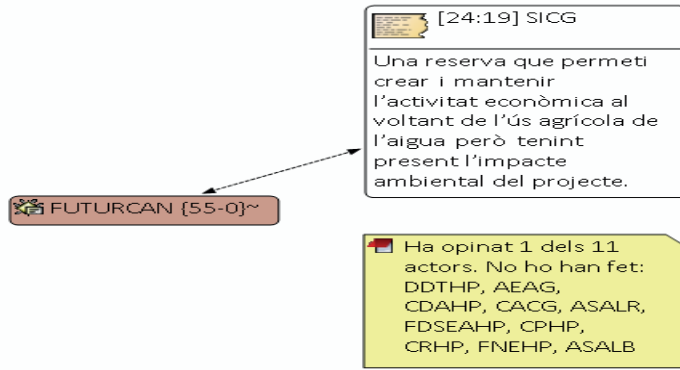 [24:19] SICG
Una reserva que permeti
crear i mantenir
l'activitat econòmica al
voltant de l'ús agrícola de
l'aigua però tenint
present l'impacte
ambiental del projecte.
FUTURCAN {55-0}~
Ha opinat 1 dels 11
actors. No ho han fet:
DDTHP, AEAG,
CDAHP, CACG, ASALR,
FDSEAHP, CPHP,
CRHP, FNEHP, ASALB